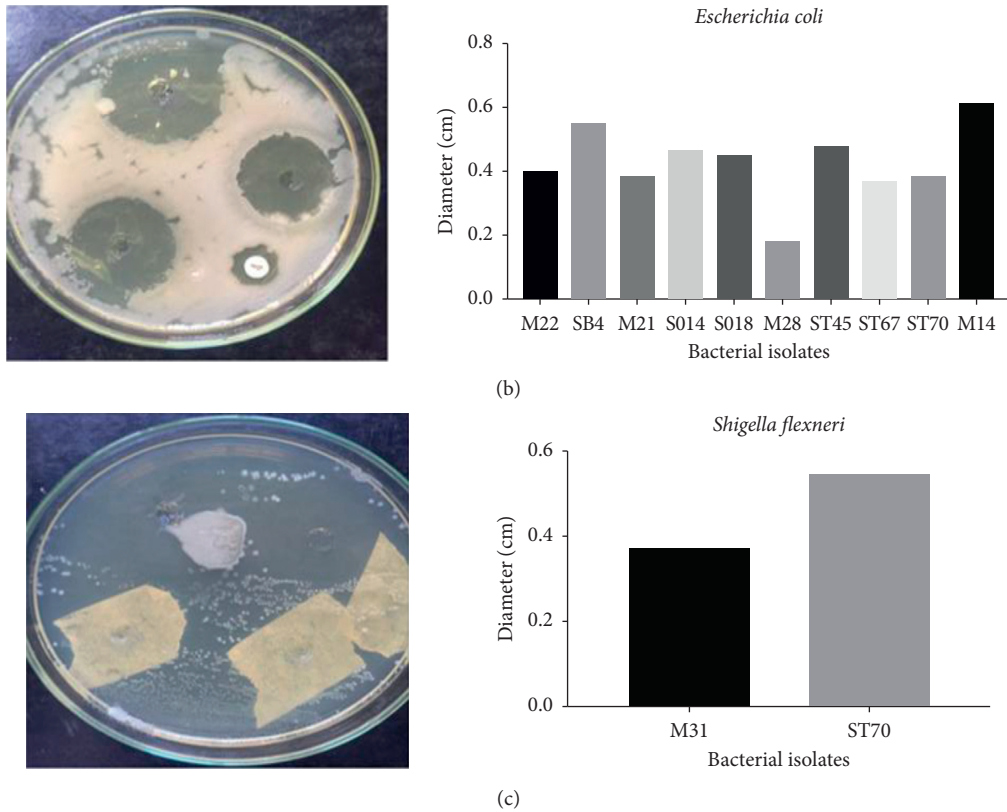 Escherichia coli
0.8
0.6
0.4
0.2
0.0
Diameter (cm)
M22 SB4 M21 S014 S018 M28 ST45 ST67 ST70 M14
Bacterial isolates
(b)
Shigella flexneri
0.6
0.4
0.2
0.0
Diameter (cm)
M31 ST70
Bacterial isolates
(c)